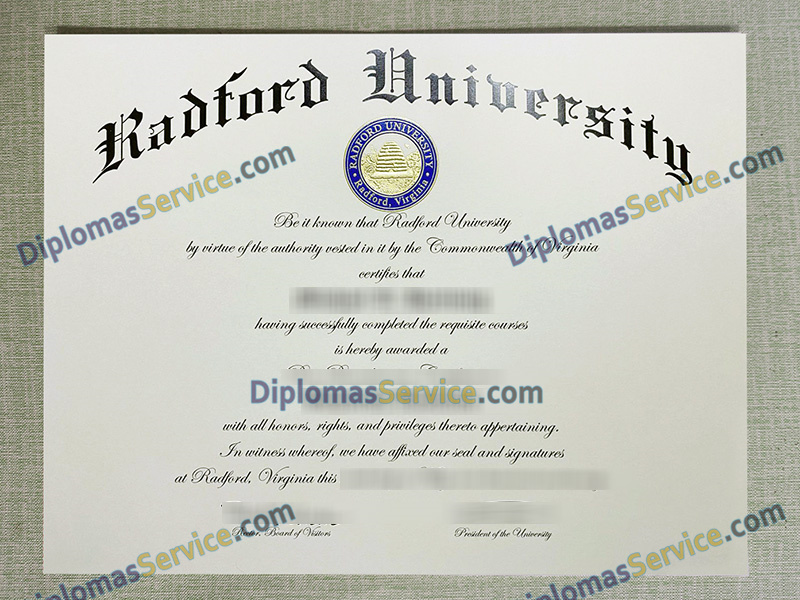 Radford University
RADFORD UNIVERSITY
Radford, Virginia
DiplomasService.com
DiplomasService.com
Be it known that Radford University
by virtue of the authority vested in it by the Commonwealth of Virginia
certifies that
having successfully completed the requisite courses
is hereby awarded a
DiplomasService.com
with all honors, rights, and privileges thereto appertaining.
In witness whereof, we have affixed our seal and signatures
at Radford, Virginia this
Rector, Board of Visitors
President of the University
DiplomasService.com
DiplomasService.com